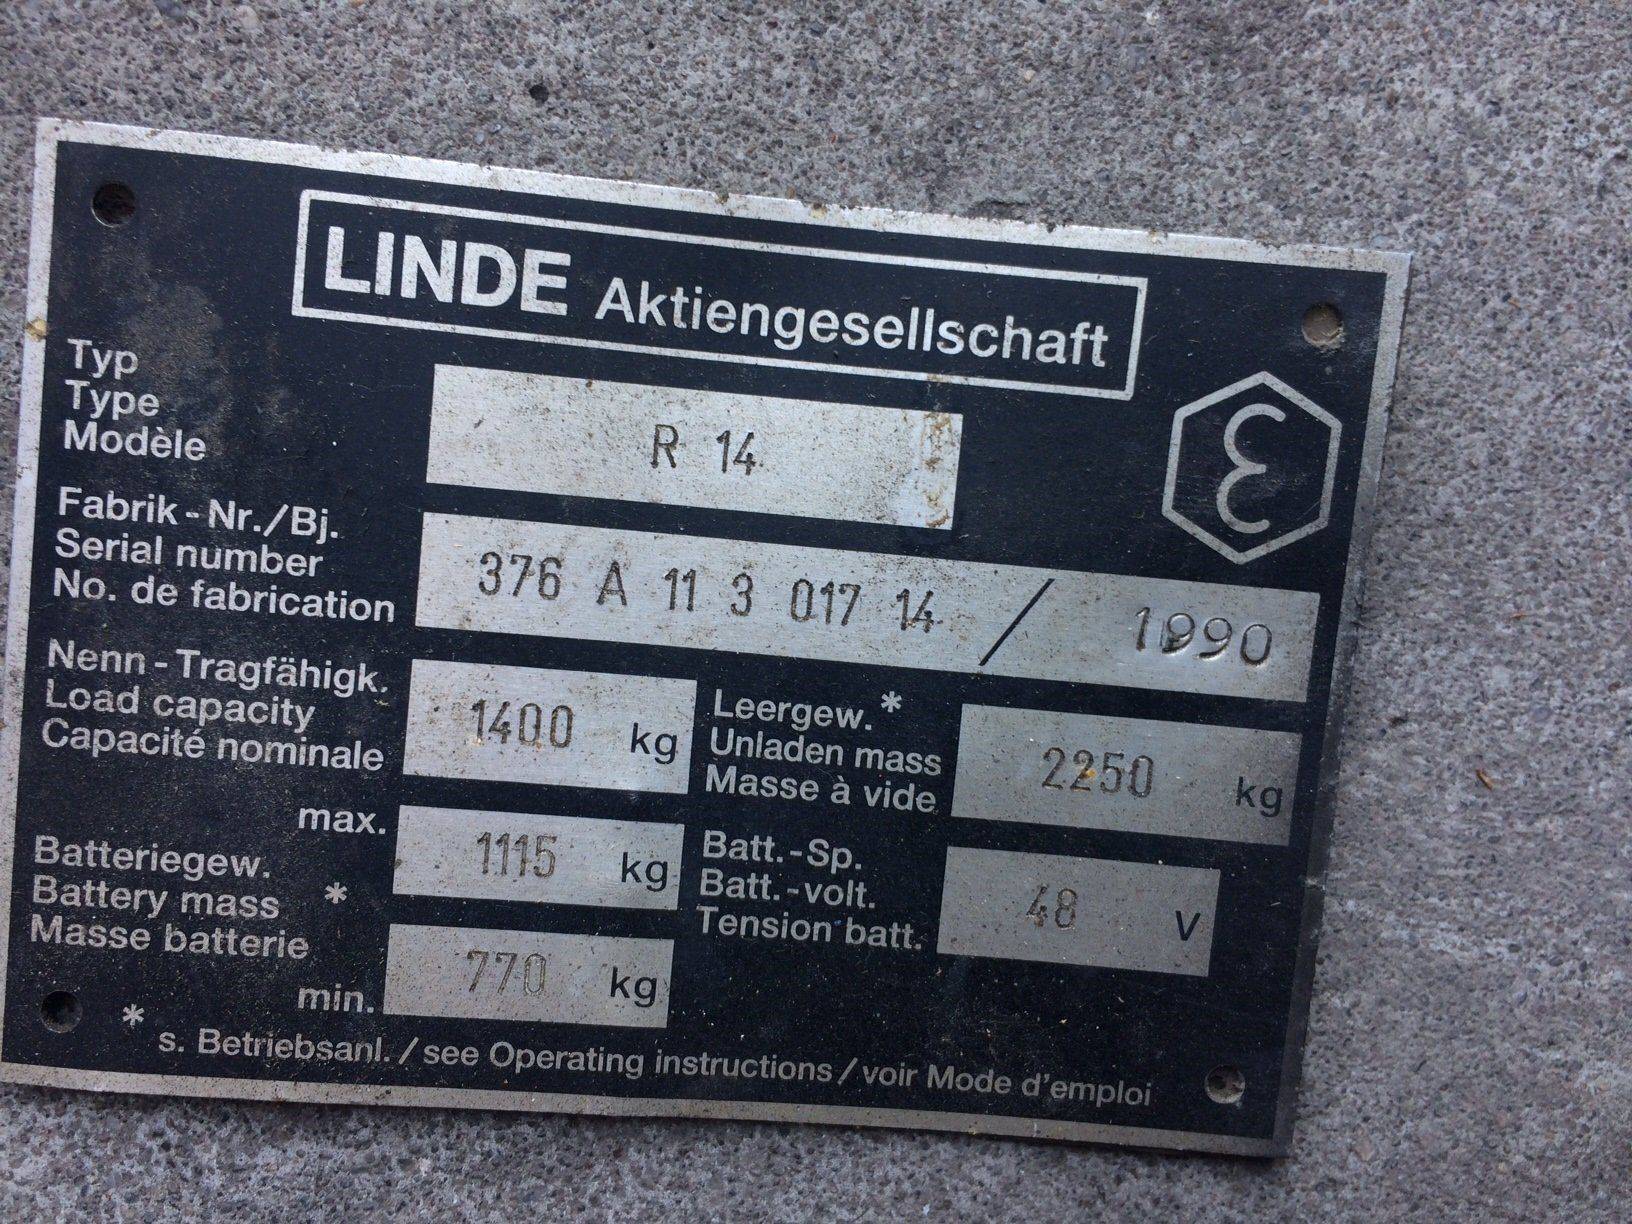 LINDE Aktiengesellschaft
Typ
Type
Modèle
R 14
ε
Fabrik-Nr./Bj.
Serial number
No. de fabrication
376 A 11 3 017 14 / 1990
Nenn-Tragfähigk.
Load capacity
Capacité nominale
1400 kg
Leergew.*
Unladen mass
Masse à vide
2250 kg
max.
1115 kg
Batteriegew.
Battery mass *
Masse batterie
min.
770 kg
Batt.-Sp.
Batt.-volt.
Tension batt.
48 V
* s. Betriebsanl. / see Operating instructions / voir Mode d'emploi